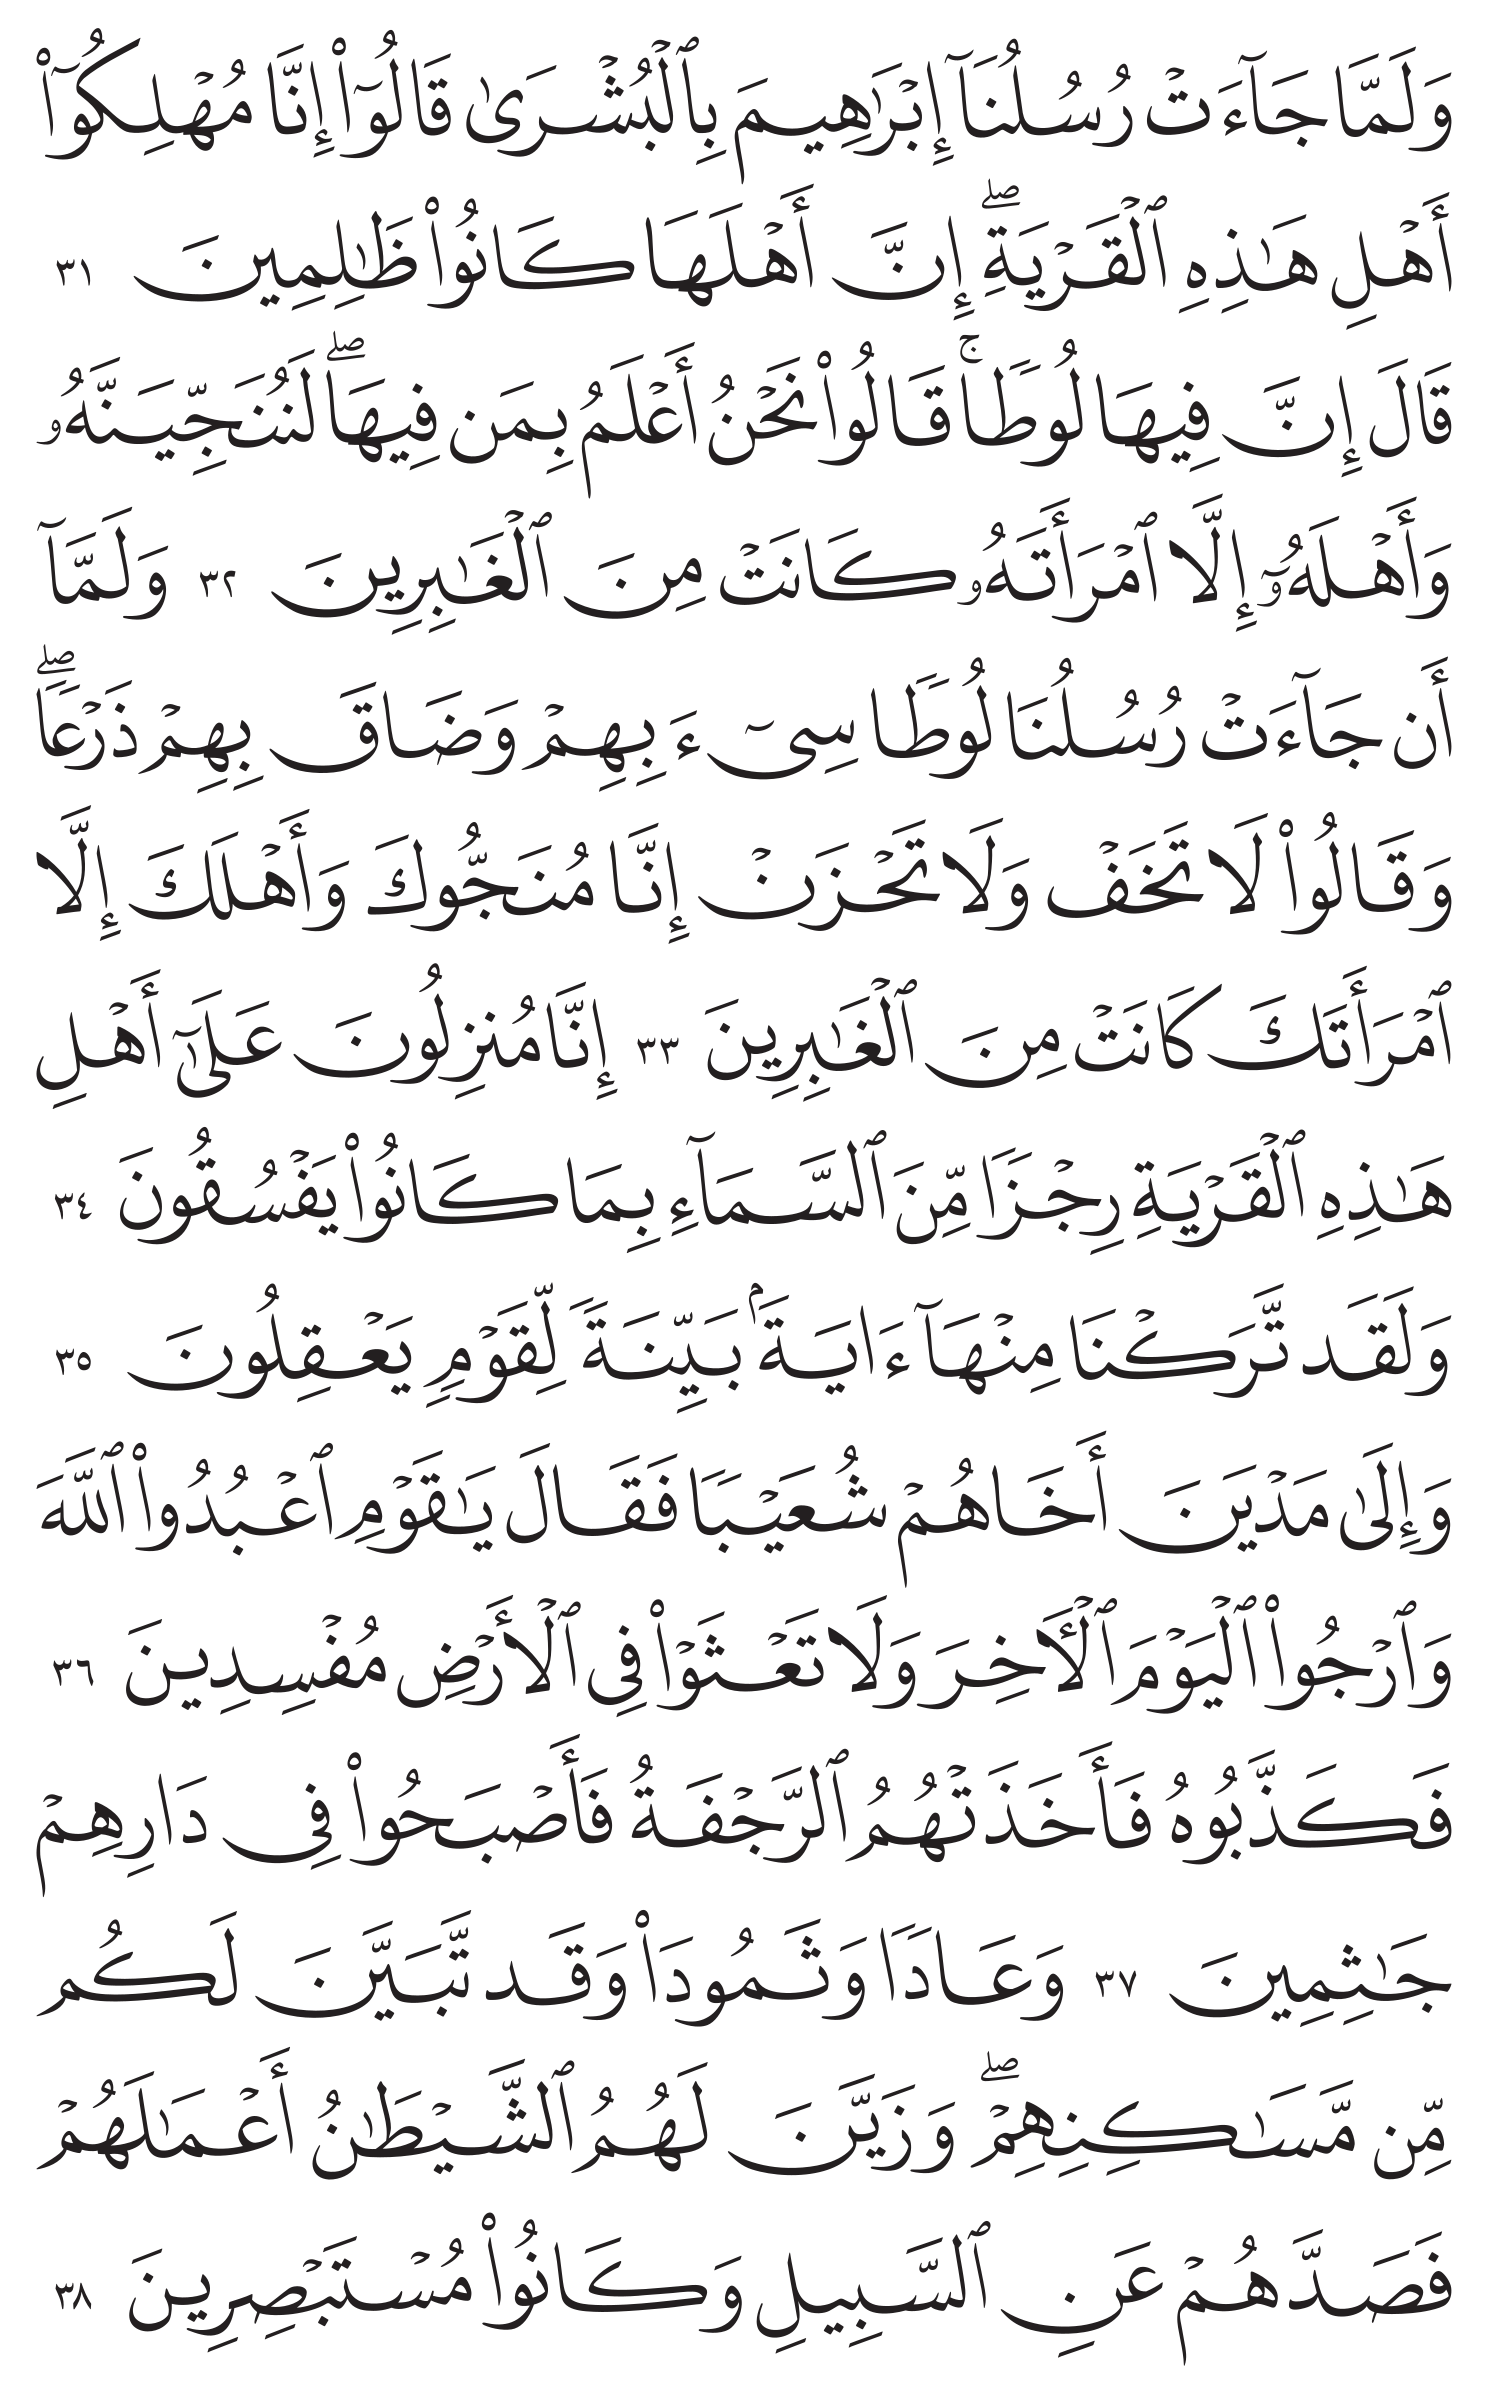 وَلَمَّا جَآءَتْ رُسُلُنَآ إِبْرَٰهِيمَ بِٱلْبُشْرَىٰ قَالُوٓا۟ إِنَّا مُهْلِكُوٓا۟
أَهْلِ هَـٰذِهِ ٱلْقَرْيَةِ ۖ إِنَّ أَهْلَهَا كَانُوا۟ ظَـٰلِمِينَ ٣١
قَالَ إِنَّ فِيهَا لُوطًا ۚ قَالُوا۟ نَحْنُ أَعْلَمُ بِمَن فِيهَا ۖ لَنُنَجِّيَنَّهُۥ
وَأَهْلَهُۥٓ إِلَّا ٱمْرَأَتَهُۥ كَانَتْ مِنَ ٱلْغَـٰبِرِينَ ٣٢ وَلَمَّآ
أَن جَآءَتْ رُسُلُنَا لُوطًا سِىٓءَ بِهِمْ وَضَاقَ بِهِمْ ذَرْعًا ۖ
وَقَالُوا۟ لَا تَخَفْ وَلَا تَحْزَنْ إِنَّا مُنَجُّوكَ وَأَهْلَكَ إِلَّا
ٱمْرَأَتَكَ كَانَتْ مِنَ ٱلْغَـٰبِرِينَ ٣٣ إِنَّا مُنزِلُونَ عَلَىٰٓ أَهْلِ
هَـٰذِهِ ٱلْقَرْيَةِ رِجْزًا مِّنَ ٱلسَّمَآءِ بِمَا كَانُوا۟ يَفْسُقُونَ ٣٤
وَلَقَد تَّرَكْنَا مِنْهَآ ءَايَةًۢ بَيِّنَةً لِّقَوْمٍ يَعْقِلُونَ ٣٥
وَإِلَىٰ مَدْيَنَ أَخَاهُمْ شُعَيْبًا فَقَالَ يَـٰقَوْمِ ٱعْبُدُوا۟ ٱللَّهَ
وَٱرْجُوا۟ ٱلْيَوْمَ ٱلْـَٔاخِرَ وَلَا تَعْثَوْا۟ فِى ٱلْأَرْضِ مُفْسِدِينَ ٣٦
فَكَذَّبُوهُ فَأَخَذَتْهُمُ ٱلرَّجْفَةُ فَأَصْبَحُوا۟ فِى دَارِهِمْ
جَـٰثِمِينَ ٣٧ وَعَادًا وَثَمُودَا۟ وَقَد تَّبَيَّنَ لَكُم
مِّن مَّسَـٰكِنِهِمْ ۖ وَزَيَّنَ لَهُمُ ٱلشَّيْطَـٰنُ أَعْمَـٰلَهُمْ
فَصَدَّهُمْ عَنِ ٱلسَّبِيلِ وَكَانُوا۟ مُسْتَبْصِرِينَ ٣٨